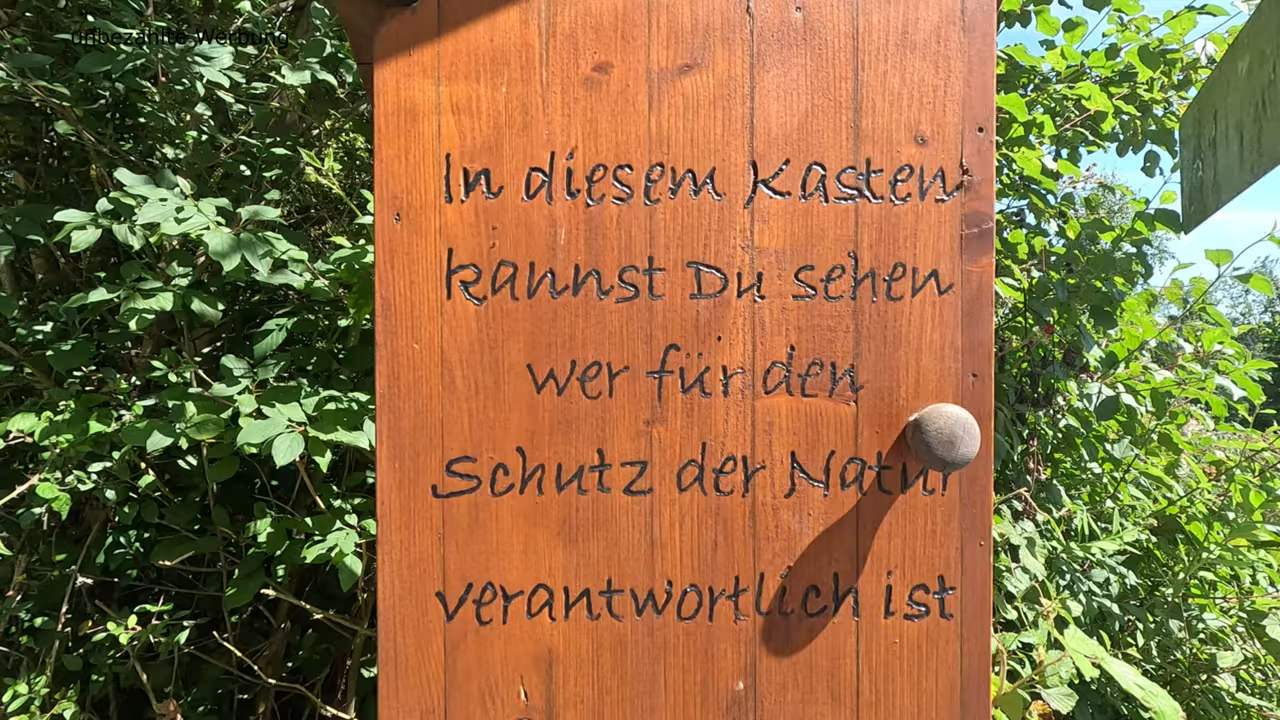 unbezahlte Werbung
In diesem Kasten
kannst Du sehen
wer für den
Schutz der Natur
verantwortlich ist